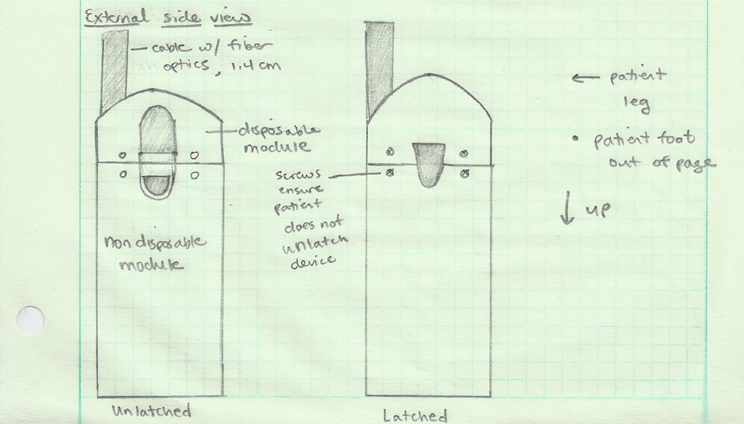 External side view
cable w/ fiber
optics, 1.4 cm
disposable
module
non disposable
module
Unlatched
screws
ensure
patient
does not
unlatch
device
Latched
← patient
leg
• patient foot
out of page
↓ up